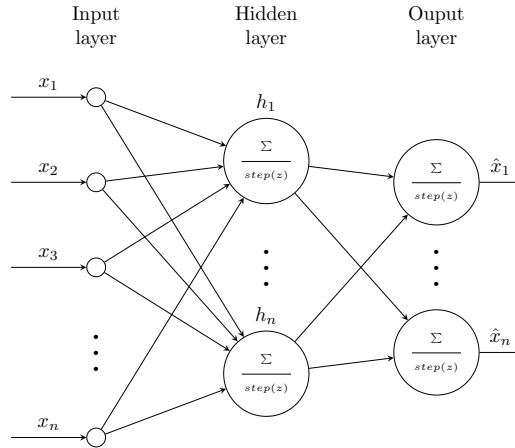 Input layer
Hidden layer
Ouput layer
x₁
x₂
x₃
xₙ
h₁
Σ
step(z)
hₙ
Σ
step(z)
Σ
step(z)
x̂₁
Σ
step(z)
x̂ₙ